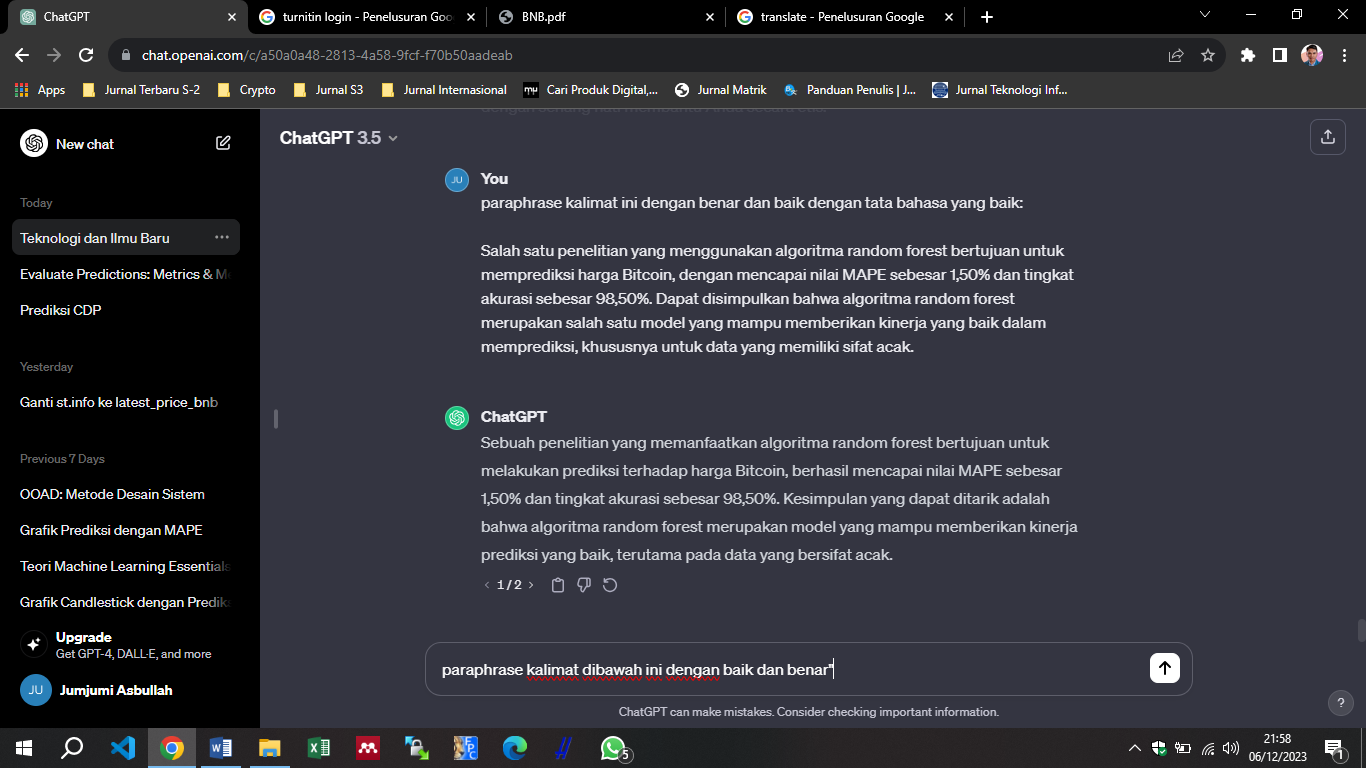 ChatGPT
turnitin login - Penelusuran Goo
BNB.pdf
translate - Penelusuran Google
chat.openai.com/c/a50a0a48-2813-4a58-9fcf-f70b50aadeab
Apps
Jurnal Terbaru S-2
Crypto
Jurnal S3
Jurnal Internasional
Cari Produk Digital,...
Jurnal Matrik
Panduan Penulis | J...
Jurnal Teknologi Inf...
New chat
Today
Teknologi dan Ilmu Baru
Evaluate Predictions: Metrics & M
Prediksi CDP
Yesterday
Ganti st.info ke latest_price_bnb
Previous 7 Days
OOAD: Metode Desain Sistem
Grafik Prediksi dengan MAPE
Teori Machine Learning Essentials
Grafik Candlestick dengan Predik
Upgrade
Get GPT-4, DALL·E, and more
JU
Jumjumi Asbullah
ChatGPT 3.5
JU
You
paraphrase kalimat ini dengan benar dan baik dengan tata bahasa yang baik:
Salah satu penelitian yang menggunakan algoritma random forest bertujuan untuk
memprediksi harga Bitcoin, dengan mencapai nilai MAPE sebesar 1,50% dan tingkat
akurasi sebesar 98,50%. Dapat disimpulkan bahwa algoritma random forest
merupakan salah satu model yang mampu memberikan kinerja yang baik dalam
memprediksi, khususnya untuk data yang memiliki sifat acak.
ChatGPT
Sebuah penelitian yang memanfaatkan algoritma random forest bertujuan untuk
melakukan prediksi terhadap harga Bitcoin, berhasil mencapai nilai MAPE sebesar
1,50% dan tingkat akurasi sebesar 98,50%. Kesimpulan yang dapat ditarik adalah
bahwa algoritma random forest merupakan model yang mampu memberikan kinerja
prediksi yang baik, terutama pada data yang bersifat acak.
1 / 2
paraphrase kalimat dibawah ini dengan baik dan benar"
ChatGPT can make mistakes. Consider checking important information.
?
5
21:58
06/12/2023
1